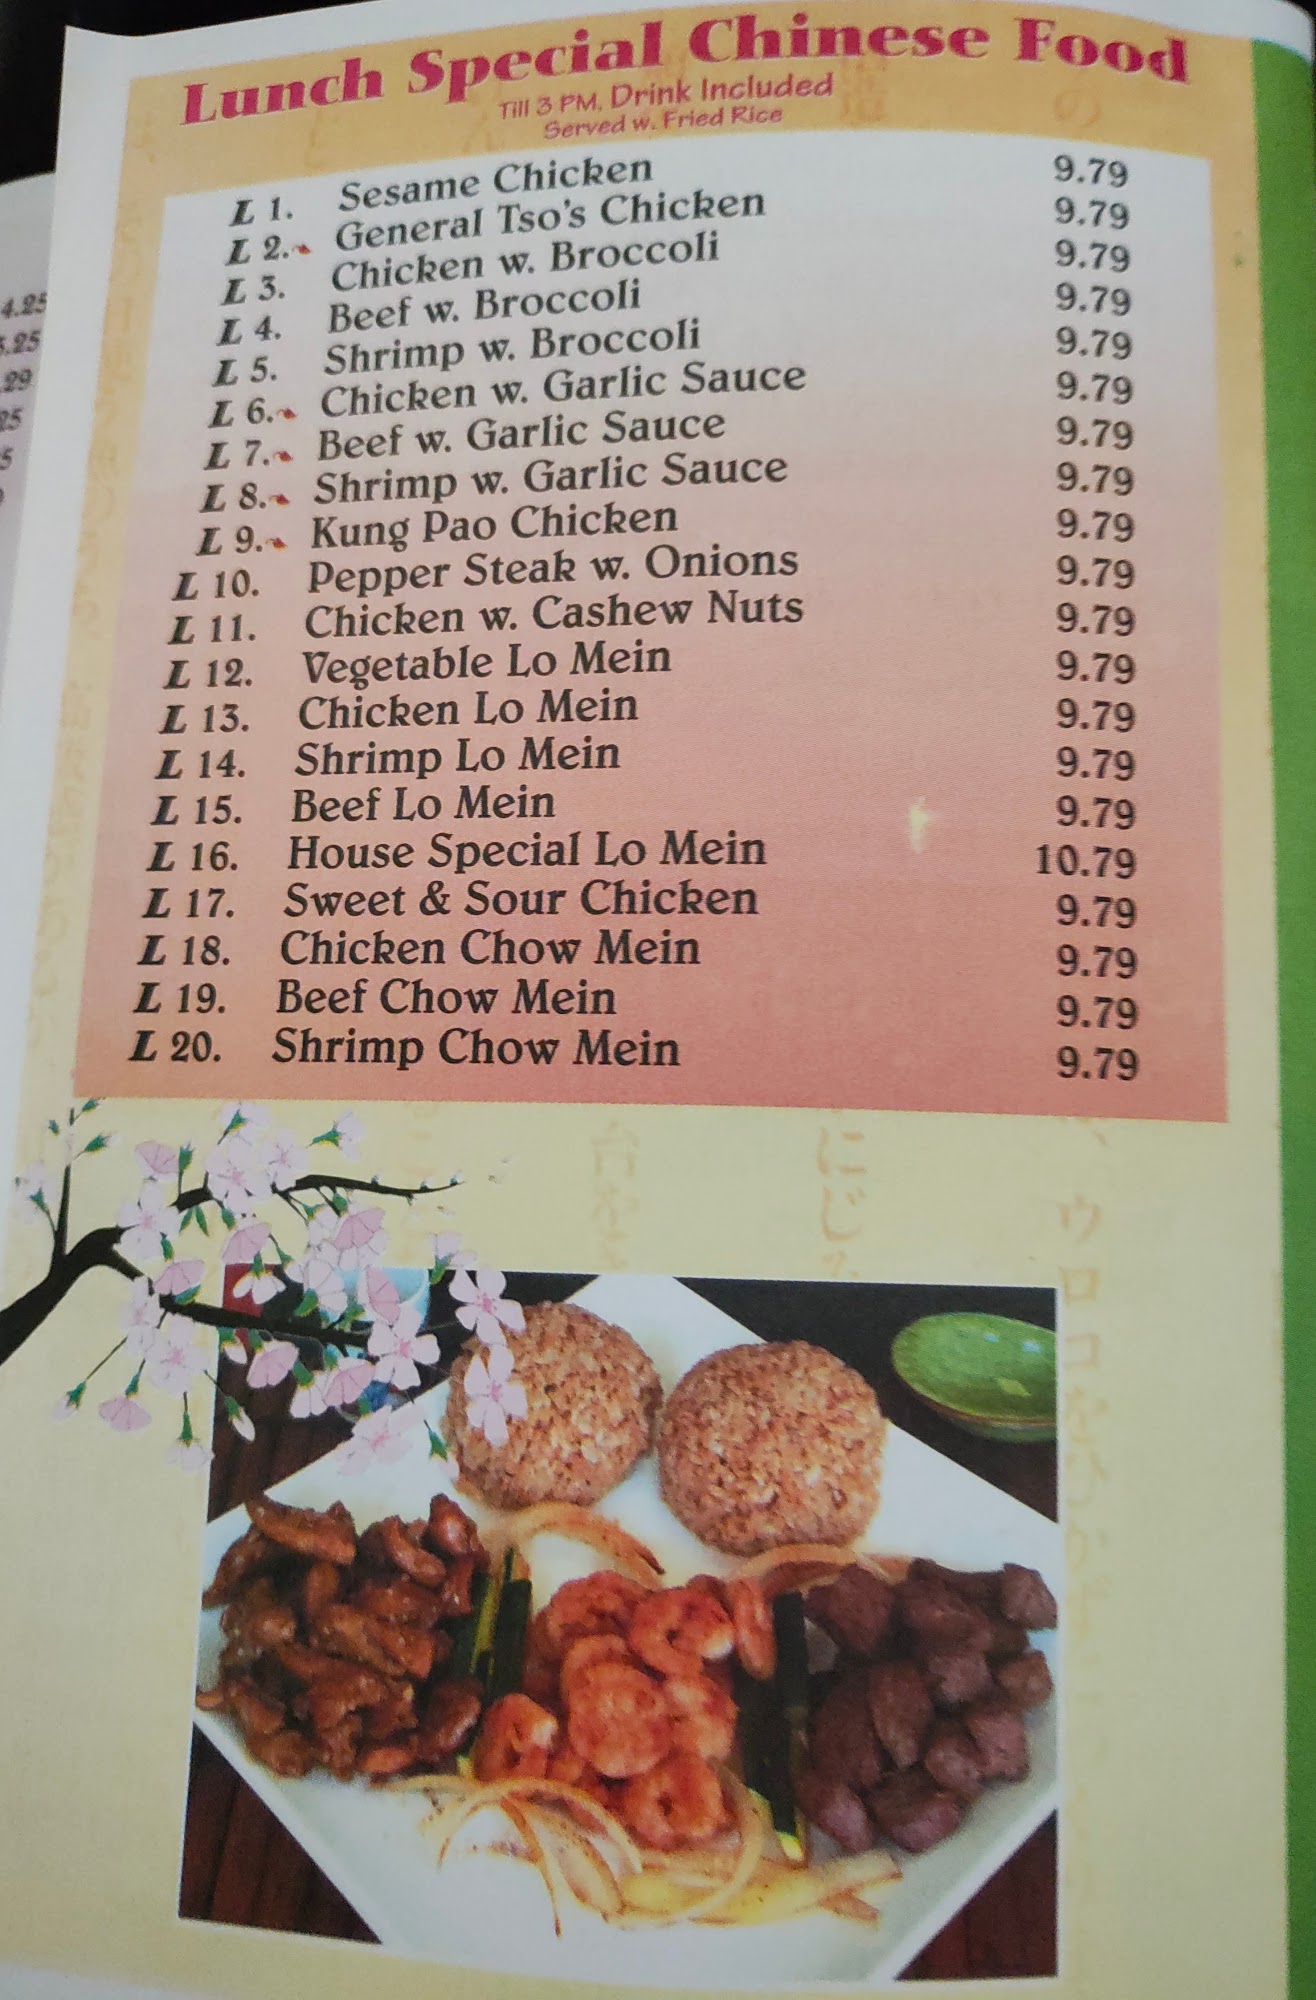 Lunch Special Chinese Food
Till 3 PM, Drink Included
Served w. Fried Rice
L 1. Sesame Chicken 9.79
L 2. General Tso's Chicken 9.79
L 3. Chicken w. Broccoli 9.79
L 4. Beef w. Broccoli 9.79
L 5. Shrimp w. Broccoli 9.79
L 6. Chicken w. Garlic Sauce 9.79
L 7. Beef w. Garlic Sauce 9.79
L 8. Shrimp w. Garlic Sauce 9.79
L 9. Kung Pao Chicken 9.79
L 10. Pepper Steak w. Onions 9.79
L 11. Chicken w. Cashew Nuts 9.79
L 12. Vegetable Lo Mein 9.79
L 13. Chicken Lo Mein 9.79
L 14. Shrimp Lo Mein 9.79
L 15. Beef Lo Mein 9.79
L 16. House Special Lo Mein 10.79
L 17. Sweet & Sour Chicken 9.79
L 18. Chicken Chow Mein 9.79
L 19. Beef Chow Mein 9.79
L 20. Shrimp Chow Mein 9.79
4.25